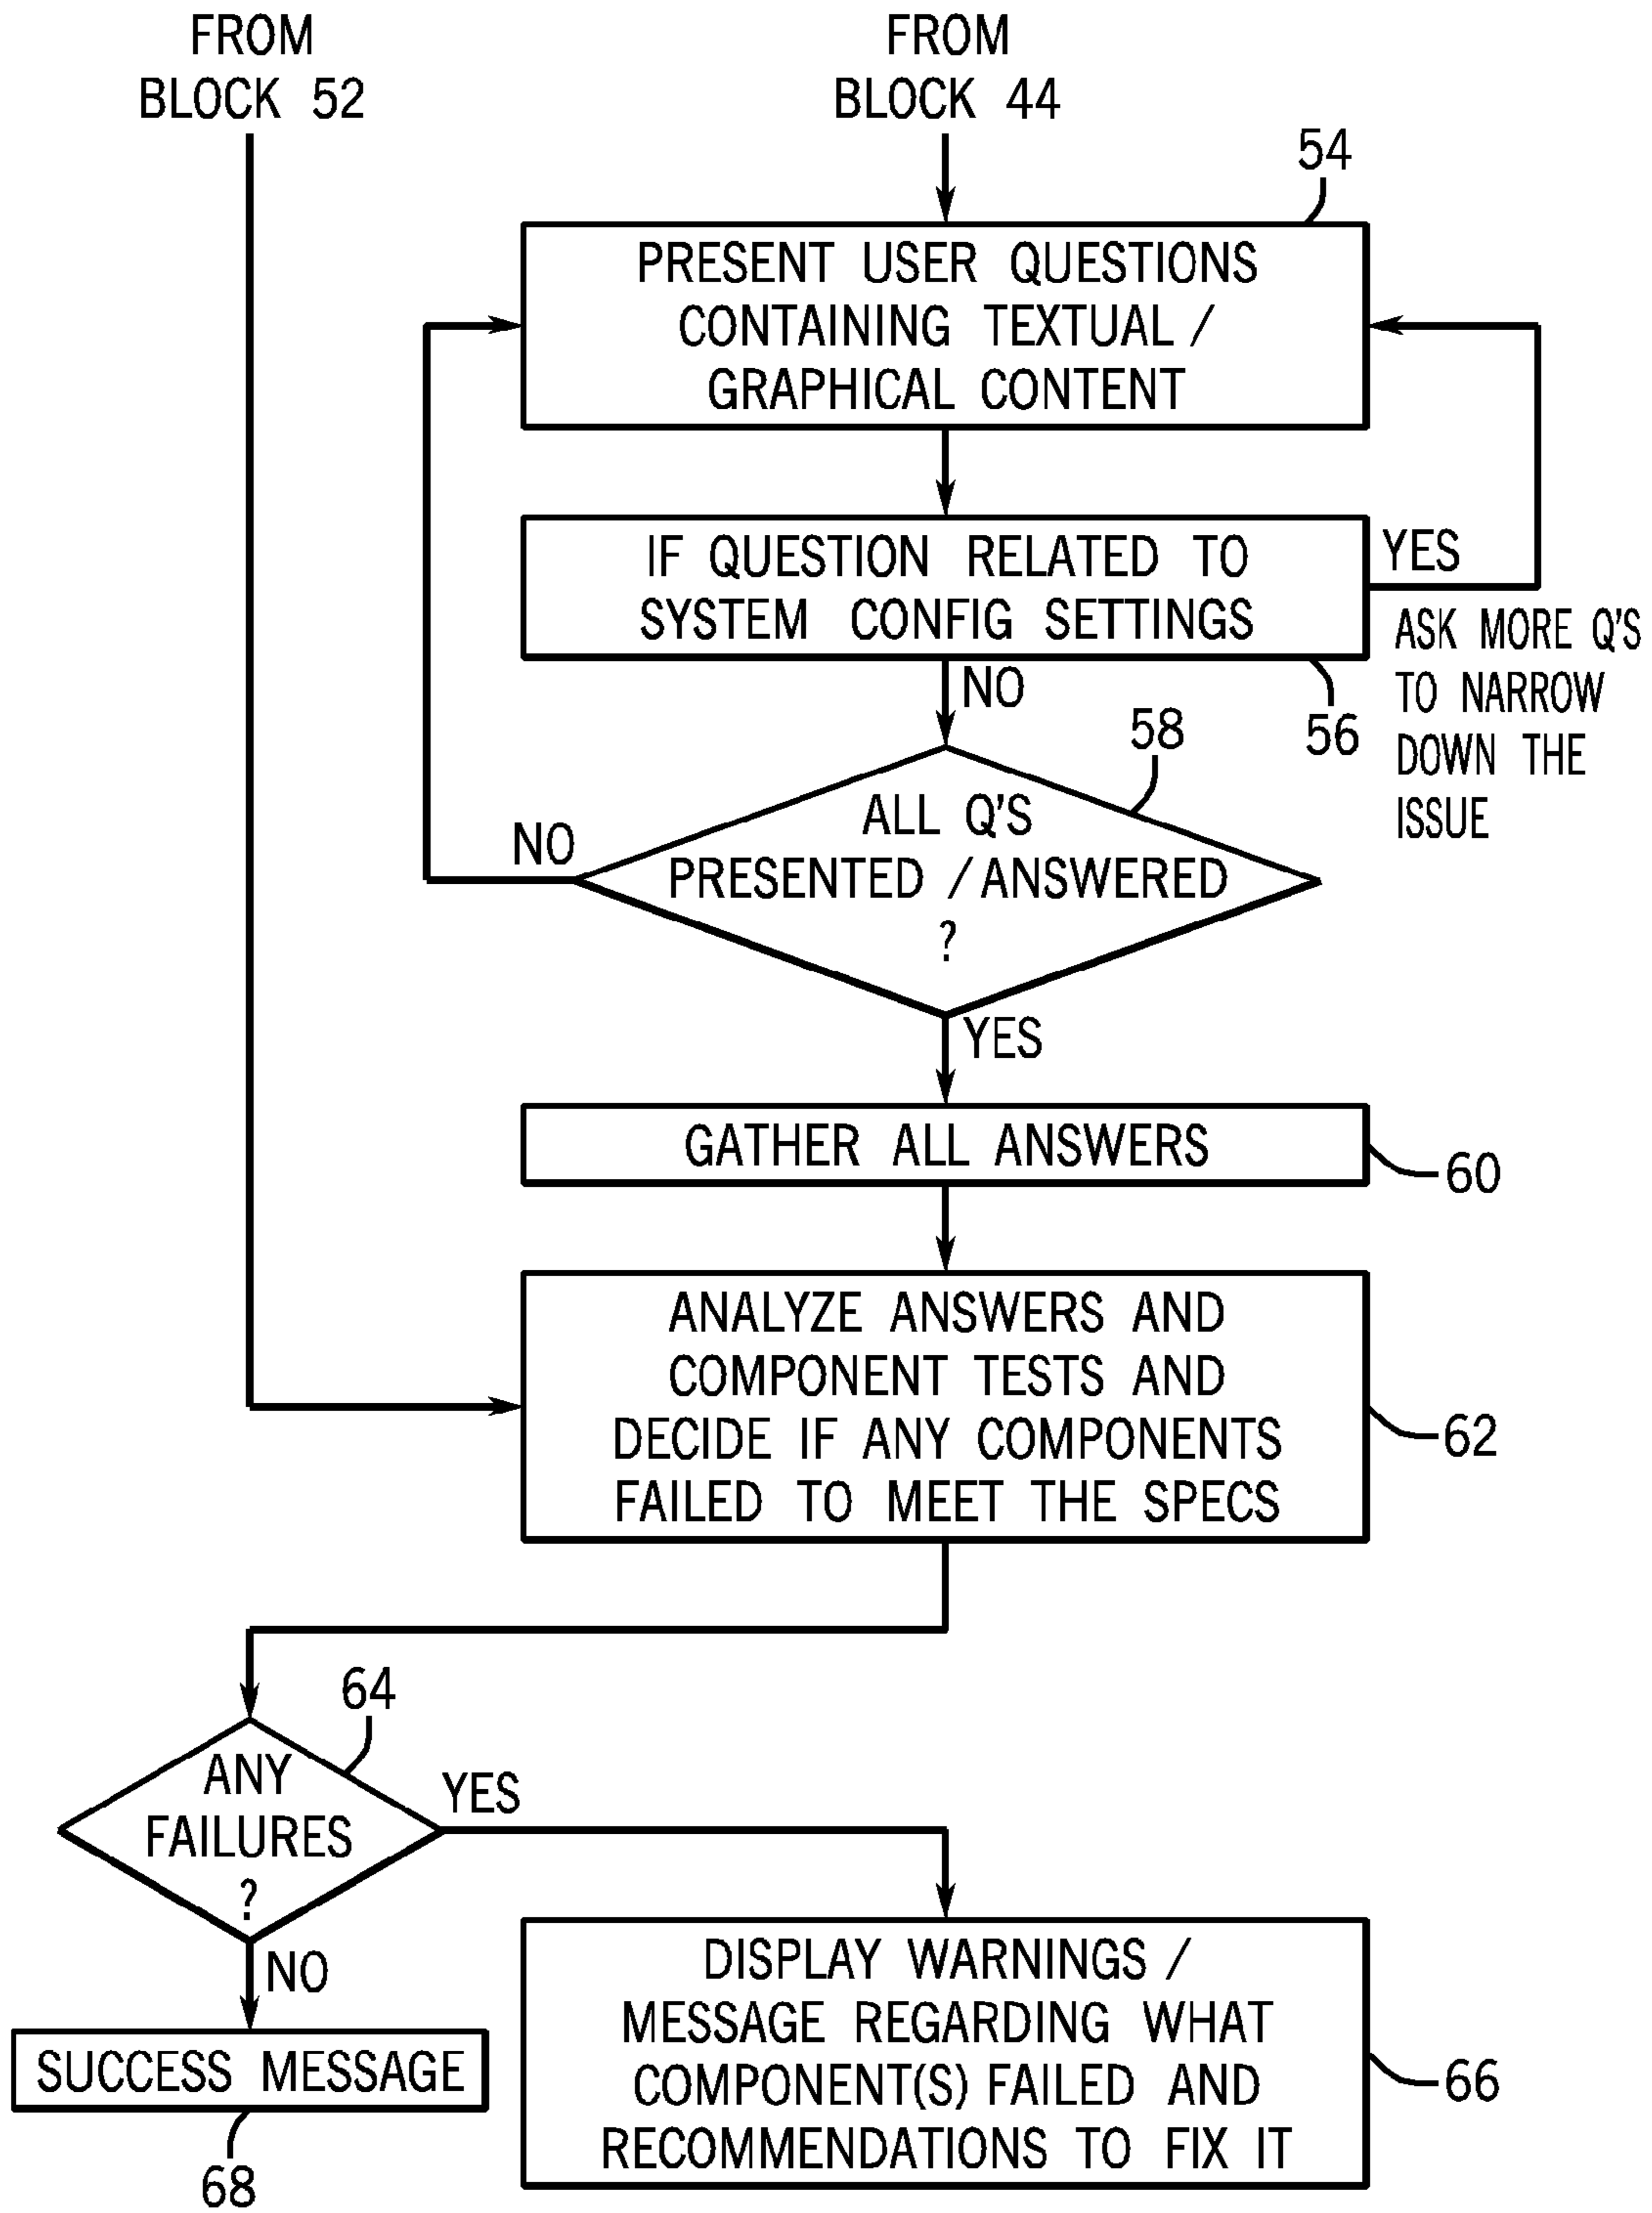 FROM
BLOCK 52
FROM
BLOCK 44
54
PRESENT USER QUESTIONS
CONTAINING TEXTUAL /
GRAPHICAL CONTENT
IF QUESTION RELATED TO
SYSTEM CONFIG SETTINGS
YES
ASK MORE Q'S
TO NARROW
DOWN THE
ISSUE
NO
56
58
ALL Q'S
PRESENTED / ANSWERED
?
NO
YES
GATHER ALL ANSWERS
60
ANALYZE ANSWERS AND
COMPONENT TESTS AND
DECIDE IF ANY COMPONENTS
FAILED TO MEET THE SPECS
62
64
ANY
FAILURES
?
YES
NO
SUCCESS MESSAGE
68
DISPLAY WARNINGS /
MESSAGE REGARDING WHAT
COMPONENT(S) FAILED AND
RECOMMENDATIONS TO FIX IT
66